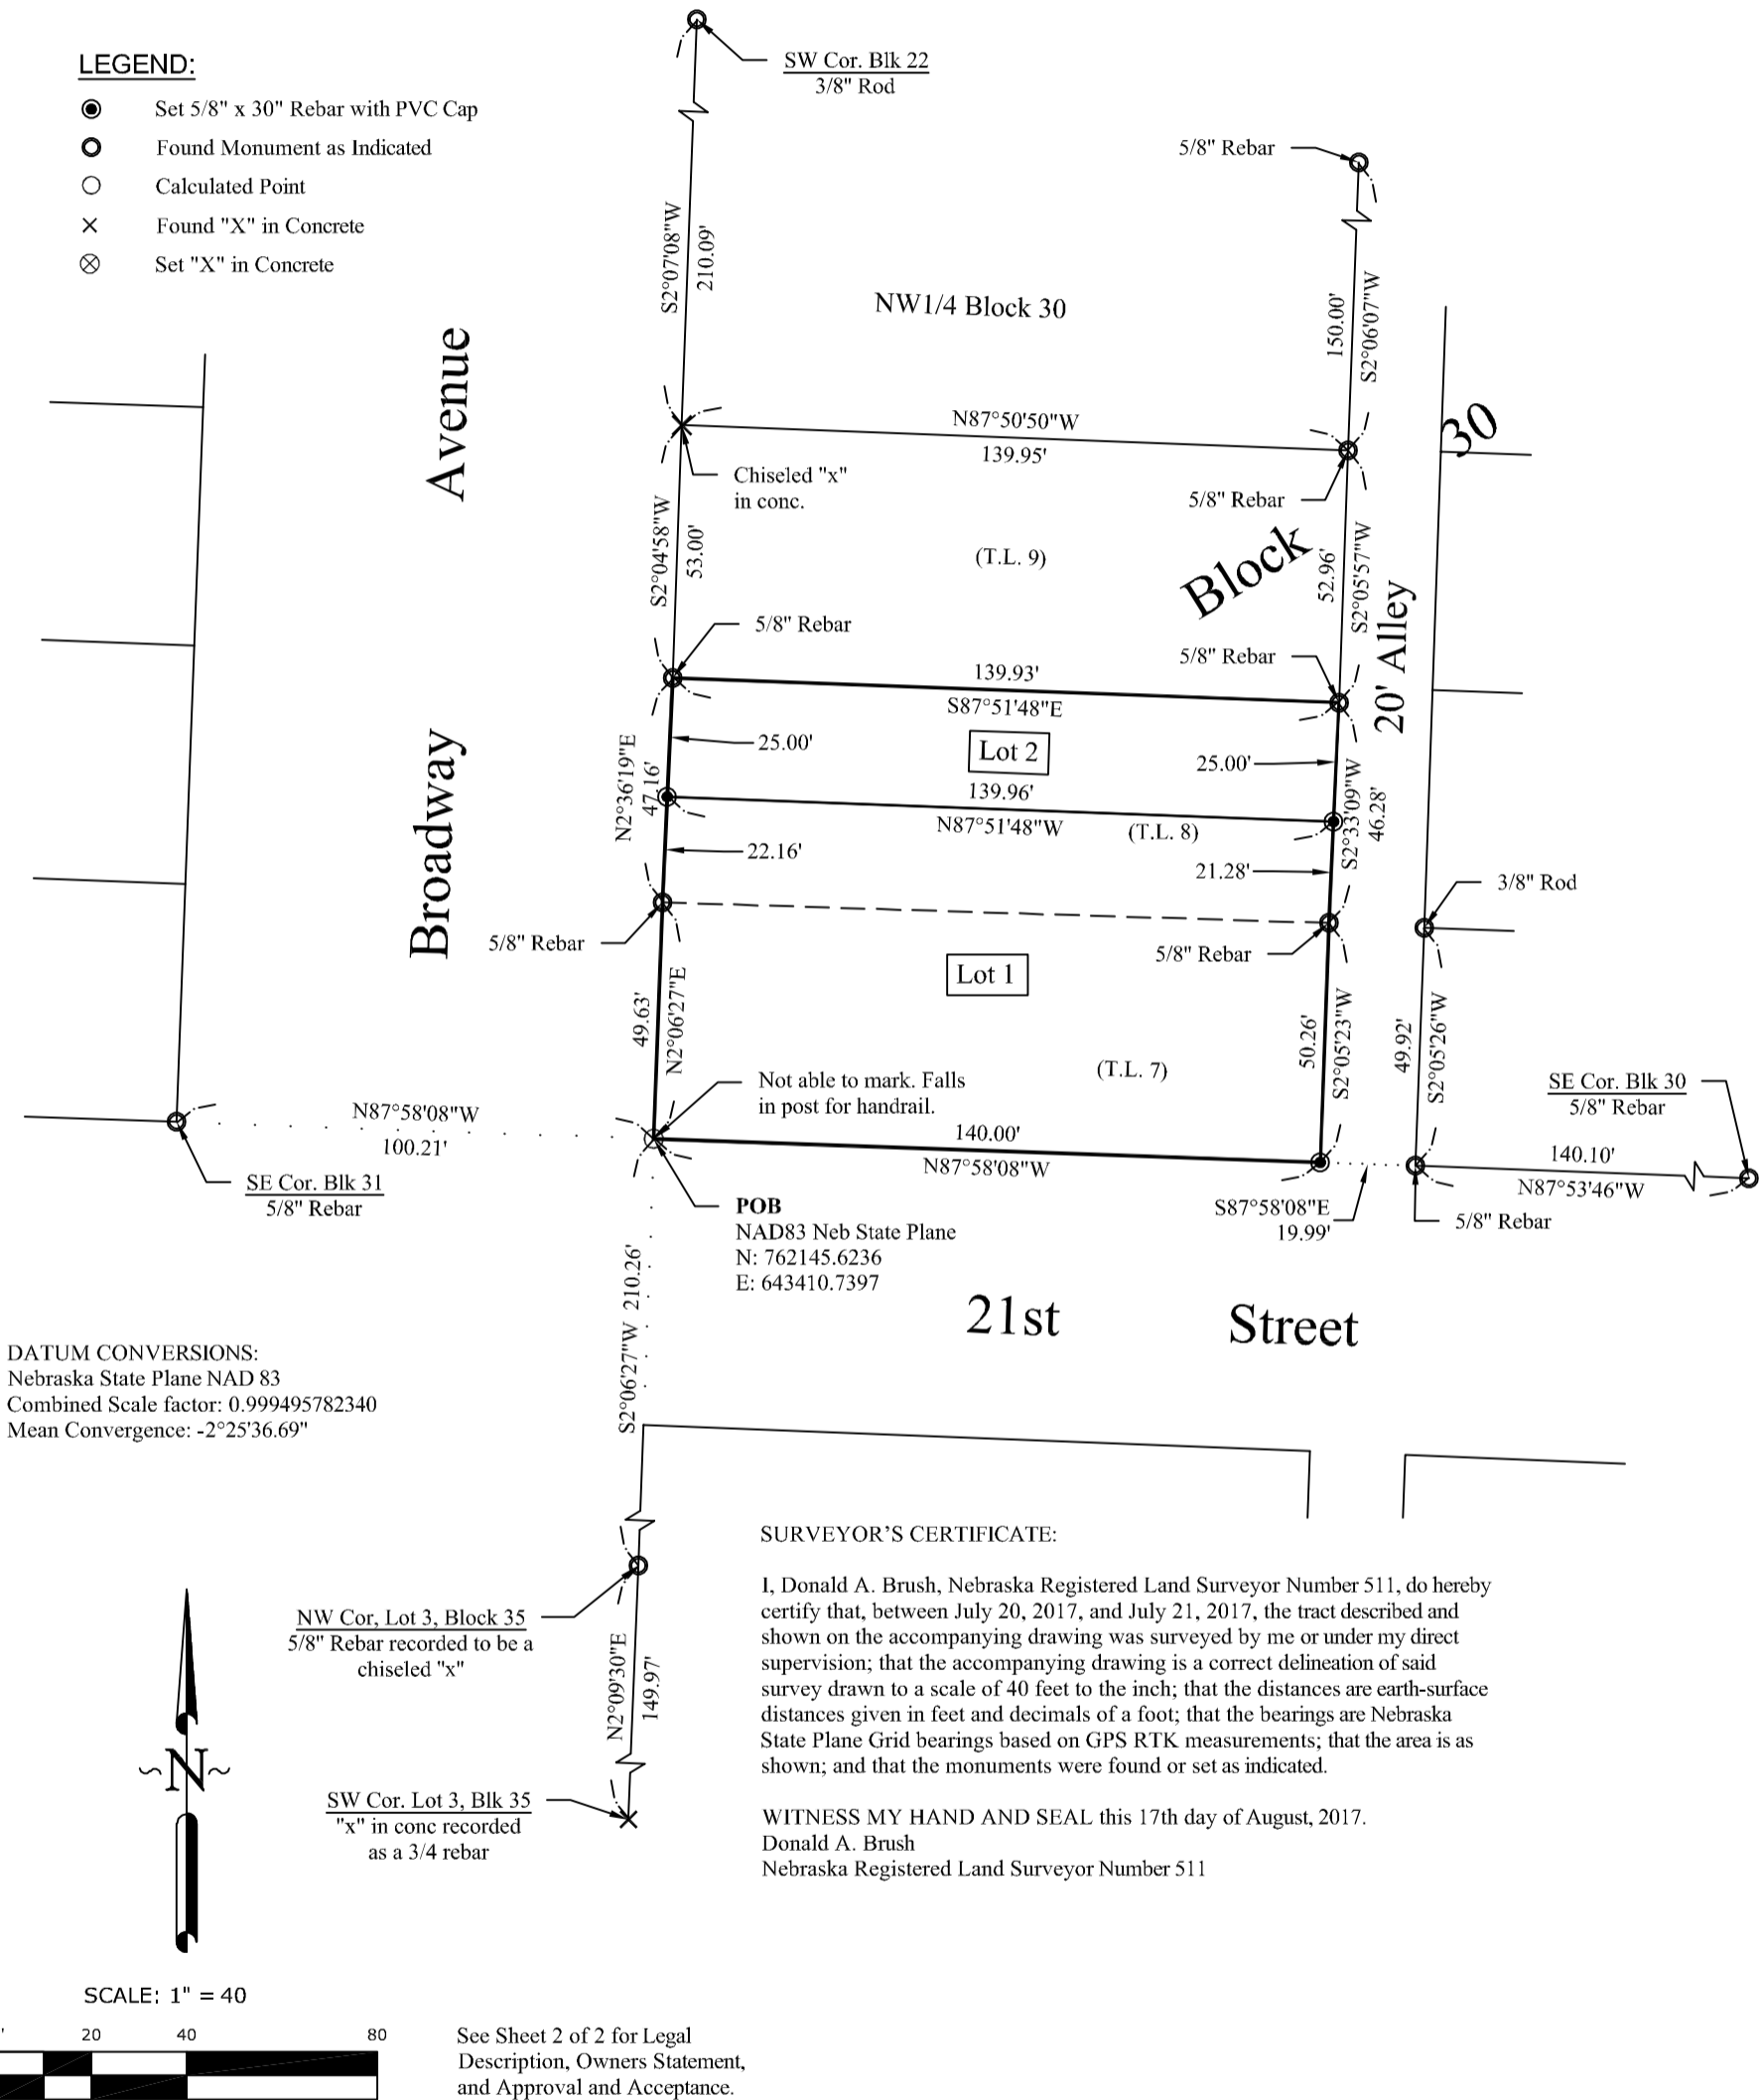 LEGEND:
Set 5/8" x 30" Rebar with PVC Cap
Found Monument as Indicated
Calculated Point
Found "X" in Concrete
Set "X" in Concrete
SW Cor. Blk 22
3/8" Rod
5/8" Rebar
S2°07'08"W
210.09'
NW1/4 Block 30
150.00'
S2°06'07"W
Avenue
N87°50'50"W
139.95'
30
Chiseled "x"
in conc.
5/8" Rebar
S2°04'58"W
53.00'
(T.L. 9)
Block
52.96'
S2°05'57"W
20' Alley
5/8" Rebar
5/8" Rebar
139.93'
S87°51'48"E
25.00'
Lot 2
25.00'
N2°36'19"E
47.16'
139.96'
N87°51'48"W
(T.L. 8)
S2°33'09"W
46.28'
Broadway
22.16'
21.28'
3/8" Rod
5/8" Rebar
5/8" Rebar
Lot 1
49.63'
N2°06'27"E
50.26'
S2°05'23"W
49.92'
S2°05'26"W
(T.L. 7)
Not able to mark. Falls
in post for handrail.
SE Cor. Blk 30
5/8" Rebar
N87°58'08"W
100.21'
140.00'
N87°58'08"W
140.10'
N87°53'46"W
SE Cor. Blk 31
5/8" Rebar
S87°58'08"E
19.99'
5/8" Rebar
POB
NAD83 Neb State Plane
N: 762145.6236
E: 643410.7397
S2°06'27"W 210.26'
21st Street
DATUM CONVERSIONS:
Nebraska State Plane NAD 83
Combined Scale factor: 0.999495782340
Mean Convergence: -2°25'36.69"
NW Cor, Lot 3, Block 35
5/8" Rebar recorded to be a
chiseled "x"
N2°09'30"E
149.97'
SW Cor. Lot 3, Blk 35
"x" in conc recorded
as a 3/4 rebar
SURVEYOR'S CERTIFICATE:
I, Donald A. Brush, Nebraska Registered Land Surveyor Number 511, do hereby
certify that, between July 20, 2017, and July 21, 2017, the tract described and
shown on the accompanying drawing was surveyed by me or under my direct
supervision; that the accompanying drawing is a correct delineation of said
survey drawn to a scale of 40 feet to the inch; that the distances are earth-surface
distances given in feet and decimals of a foot; that the bearings are Nebraska
State Plane Grid bearings based on GPS RTK measurements; that the area is as
shown; and that the monuments were found or set as indicated.
WITNESS MY HAND AND SEAL this 17th day of August, 2017.
Donald A. Brush
Nebraska Registered Land Surveyor Number 511
~N~
SCALE: 1" = 40
' 20 40 80
See Sheet 2 of 2 for Legal
Description, Owners Statement,
and Approval and Acceptance.